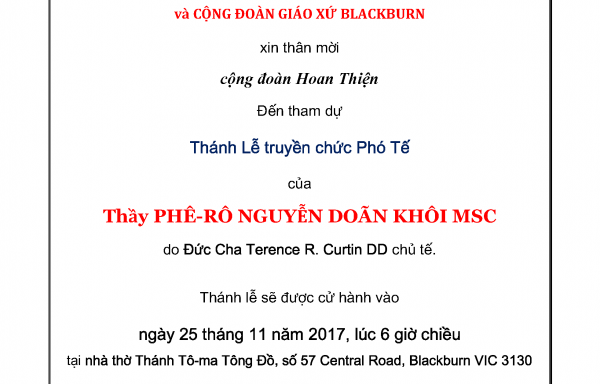 và CỘNG ĐOÀN GIÁO XỨ BLACKBURN
xin thân mời
cộng đoàn Hoan Thiện
Đến tham dự
Thánh Lễ truyền chức Phó Tế
của
Thầy PHÊ-RÔ NGUYỄN DOÃN KHÔI MSC
do Đức Cha Terence R. Curtin DD chủ tế.
Thánh lễ sẽ được cử hành vào
ngày 25 tháng 11 năm 2017, lúc 6 giờ chiều
tại nhà thờ Thánh Tô-ma Tông Đồ, số 57 Central Road, Blackburn VIC 3130